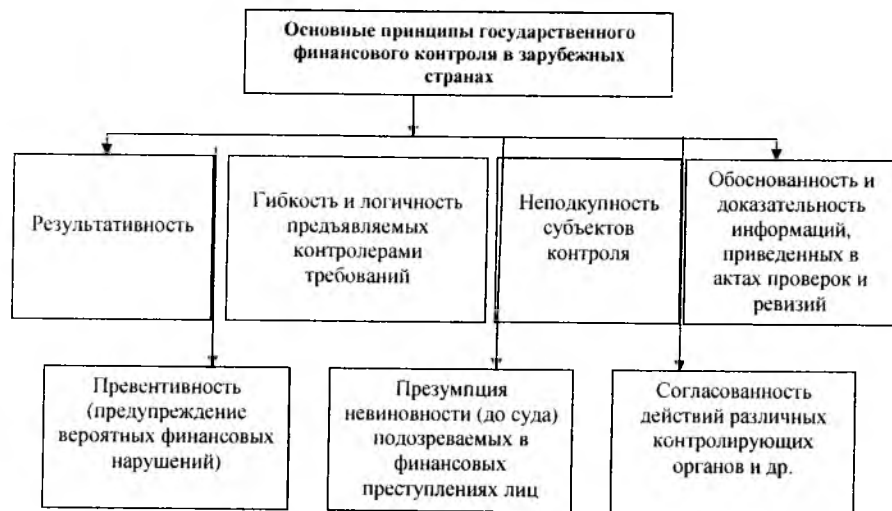 Основные принципы государственного
финансового контроля в зарубежных
странах
Результативность
Гибкость и логичность
предъявляемых
контролерами
требований
Неподкупность
субъектов
контроля
Обоснованность и
доказательность
информаций,
приведенных в
актах проверок и
ревизий
Превентивность
(предупреждение
вероятных финансовых
нарушений)
Презумпция
невиновности (до суда)
подозреваемых в
финансовых
преступлениях лиц
Согласованность
действий различных
контролирующих
органов и др.